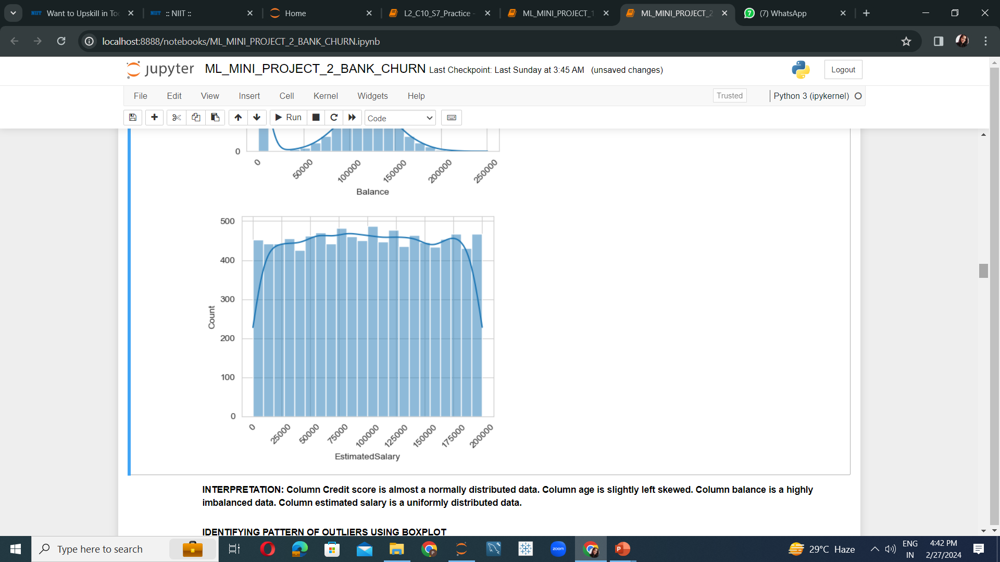 Want to Upskill in To
:: NIIT ::
Home
L2_C10_S7_Practice -
ML_MINI_PROJECT_1
ML_MINI_PROJECT_2
(7) WhatsApp
localhost:8888/notebooks/ML_MINI_PROJECT_2_BANK_CHURN.ipynb
jupyter ML_MINI_PROJECT_2_BANK_CHURN Last Checkpoint: Last Sunday at 3:45 AM (unsaved changes)
Logout
File Edit View Insert Cell Kernel Widgets Help
Trusted
Python 3 (ipykernel)
Run
Code
0
0 50000 100000 150000 200000 250000
Balance
500
400
300
200
100
0
Count
0 25000 50000 75000 100000 125000 150000 175000 200000
EstimatedSalary
INTERPRETATION: Column Credit score is almost a normally distributed data. Column age is slightly left skewed. Column balance is a highly
imbalanced data. Column estimated salary is a uniformly distributed data.
IDENTIFYING PATTERN OF OUTLIERS USING BOXPLOT
Type here to search
zoom
29°C Haze
ENG
IN
4:42 PM
2/27/2024